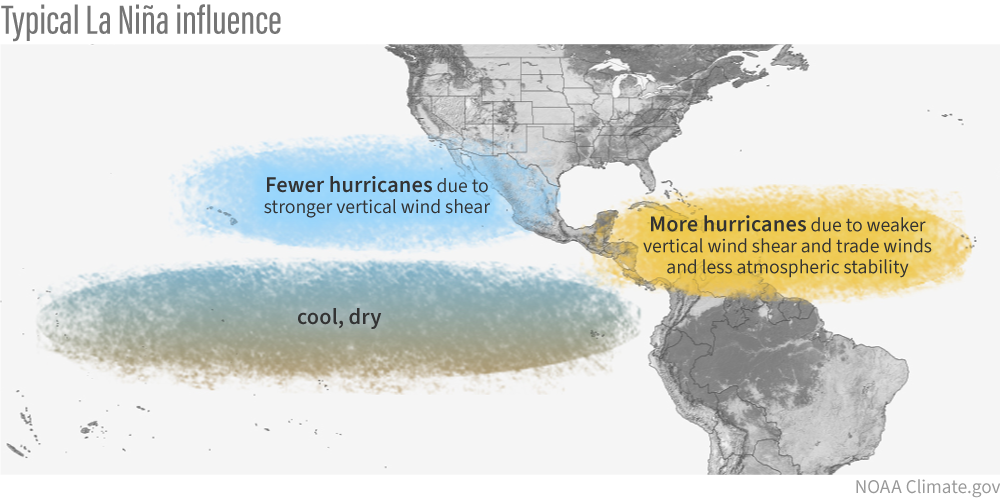 Typical La Niña influence
Fewer hurricanes due to
stronger vertical wind shear
More hurricanes due to weaker
vertical wind shear and trade winds
and less atmospheric stability
cool, dry
NOAA Climate.gov